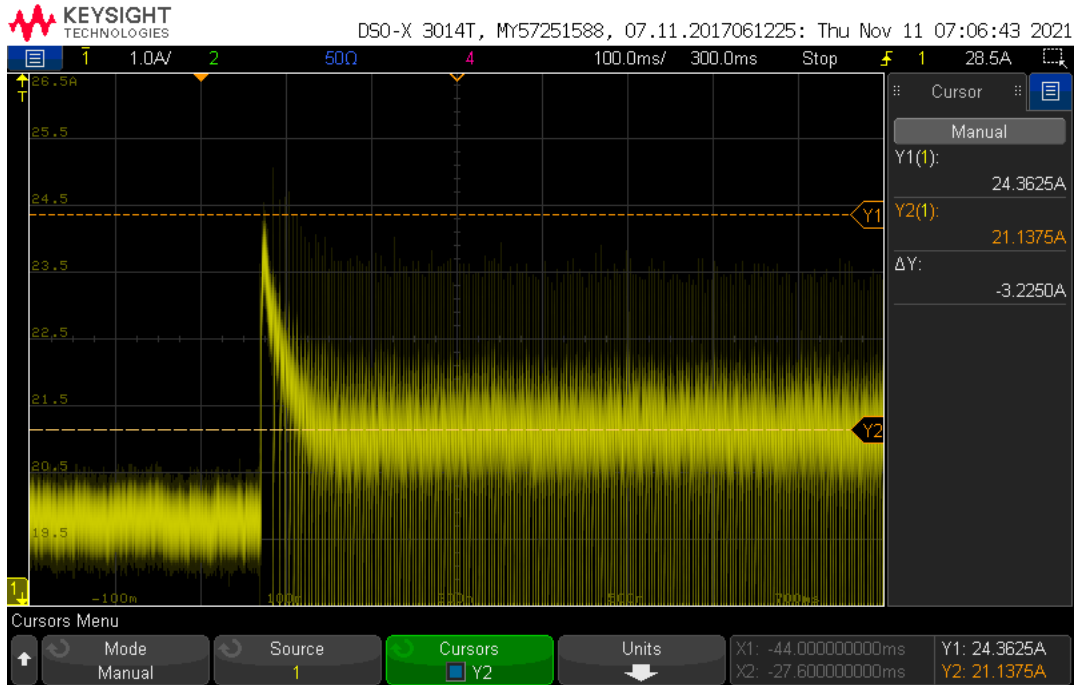 KEYSIGHT
TECHNOLOGIES
DSO-X 3014T, MY57251588, 07.11.2017061225: Thu Nov 11 07:06:43 2021
1 1.0A/ 2 50Ω 4 100.0ms/ 300.0ms Stop 1 28.5A
T
26.5A
25.5
24.5
23.5
22.5
21.5
20.5
19.5
Y1
Y2
1
-100m 100m 300m 500m 700ms
Cursor
Manual
Y1(1):
24.3625A
Y2(1):
21.1375A
ΔY:
-3.2250A
Cursors Menu
Mode
Manual
Source
1
Cursors
Y2
Units
X1: -44.000000000ms
X2: -27.600000000ms
Y1: 24.3625A
Y2: 21.1375A